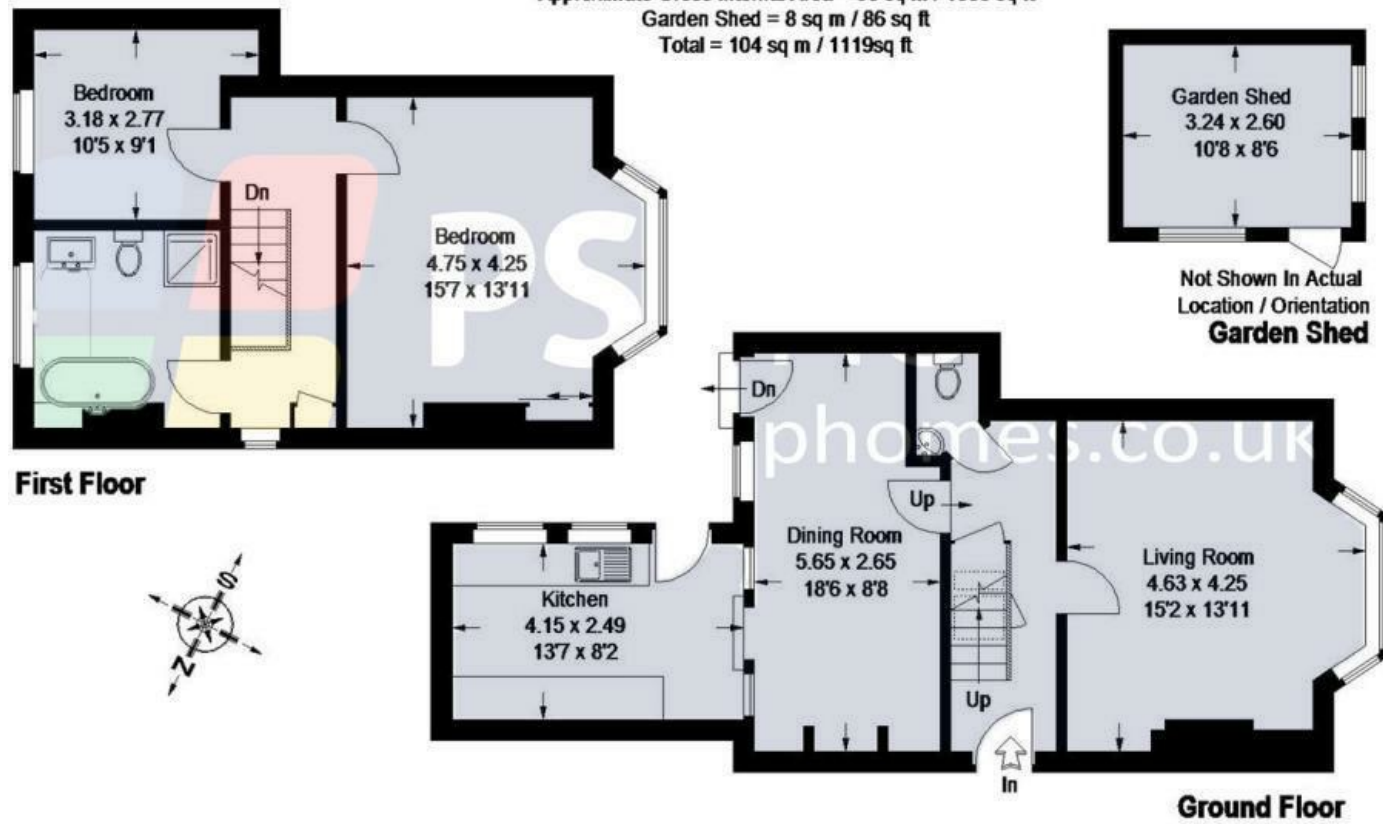 Garden Shed = 8 sq m / 86 sq ft
Total = 104 sq m / 1119sq ft
Bedroom
3.18 x 2.77
10'5 x 9'1
Dn
Bedroom
4.75 x 4.25
15'7 x 13'11
PS
First Floor
Garden Shed
3.24 x 2.60
10'8 x 8'6
Not Shown In Actual
Location / Orientation
Garden Shed
Dn
phomes.co.uk
Up
Dining Room
5.65 x 2.65
18'6 x 8'8
Living Room
4.63 x 4.25
15'2 x 13'11
Kitchen
4.15 x 2.49
13'7 x 8'2
Up
In
S
N
Ground Floor